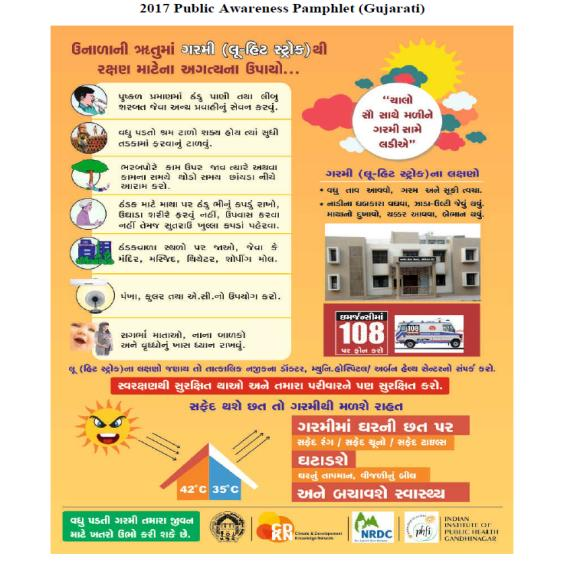 2017 Public Awareness Pamphlet (Gujarati)
ઉનાળાની ઋતુમાં ગરમી (લૂ-હિટ સ્ટ્રોક)થી
રક્ષણ માટેના અગત્યના ઉપાયો...
પુષ્કળ પ્રમાણમાં ઠંડુ પાણી તથા લીંબુ
શરબત જેવા અન્ય પ્રવાહીનું સેવન કરવું.
વધુ પડતો શ્રમ ટાળો શક્ય હોય ત્યાં સુધી
તડકામાં ફરવાનું ટાળવું.
ભરબપોરે કામ ઉપર જાવ ત્યારે અથવા
કામના સમયે થોડો સમય છાંયડા નીચે
આરામ કરો.
ઠંડક માટે માથા પર ઠંડુ ભીનું કપડું રાખો,
ઉઘાડા શરીરે ફરવું નહીં, ઉપવાસ કરવા
નહીં તેમજ સુતરાઉ ખુલ્લા કપડાં પહેરવા.
ઠંડકવાળા સ્થળો પર જાઓ, જેવા કે
મંદિર, મસ્જિદ, થિયેટર, શોપીંગ મોલ.
પંખા, કુલર તથા એ.સી.નો ઉપયોગ કરો.
સગર્ભા માતાઓ, નાના બાળકો
અને વૃધ્ધોનું ખાસ ધ્યાન રાખવું.
"ચાલો
સૌ સાથે મળીને
ગરમી સામે
લડીએ"
ગરમી (લૂ-હિટ સ્ટ્રોક)ના લક્ષણો
• વધુ તાવ આવવો, ગરમ અને સૂકી ત્વચા.
• નાડીના ધબકારા વધવા, ઝાડા-ઉલ્ટી જેવું થવું.
માથાનો દુખાવો, ચક્કર આવવા, બેભાન થવું.
ઇમર્જન્સીમાં
108
પર ફોન કરો
લૂ (હિટ સ્ટ્રોક)ના લક્ષણો જણાય તો તાત્કાલિક નજીકના ડૉક્ટર, મ્યુનિ.હોસ્પિટલ/ અર્બન હેલ્થ સેન્ટરનો સંપર્ક કરો.
સ્વરક્ષણથી સુરક્ષિત થાઓ અને તમારા પરીવારને પણ સુરક્ષિત કરો.
સફેદ થશે છત તો ગરમીથી મળશે રાહત
ગરમીમાં ઘરની છત પર
સફેદ રંગ / સફેદ ચૂનો / સફેદ ટાઇલ્સ
ઘટાડશે
ઘરનું તાપમાન, વીજળીનું બીલ
અને બચાવશે સ્વાસ્થ્ય
42°C 35°C
વધુ પડતી ગરમી તમારા જીવન
માટે ખતરો ઉભો કરી શકે છે.
CDKN
Climate & Development
Knowledge Network
NRDC
phfi
INDIAN
INSTITUTE OF
PUBLIC HEALTH
GANDHINAGAR